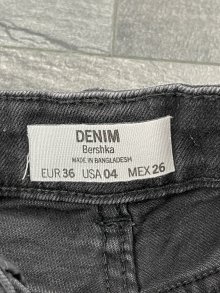 DENIM
Bershka
MADE IN BANGLADESH
EUR 36 USA 04 MEX 26